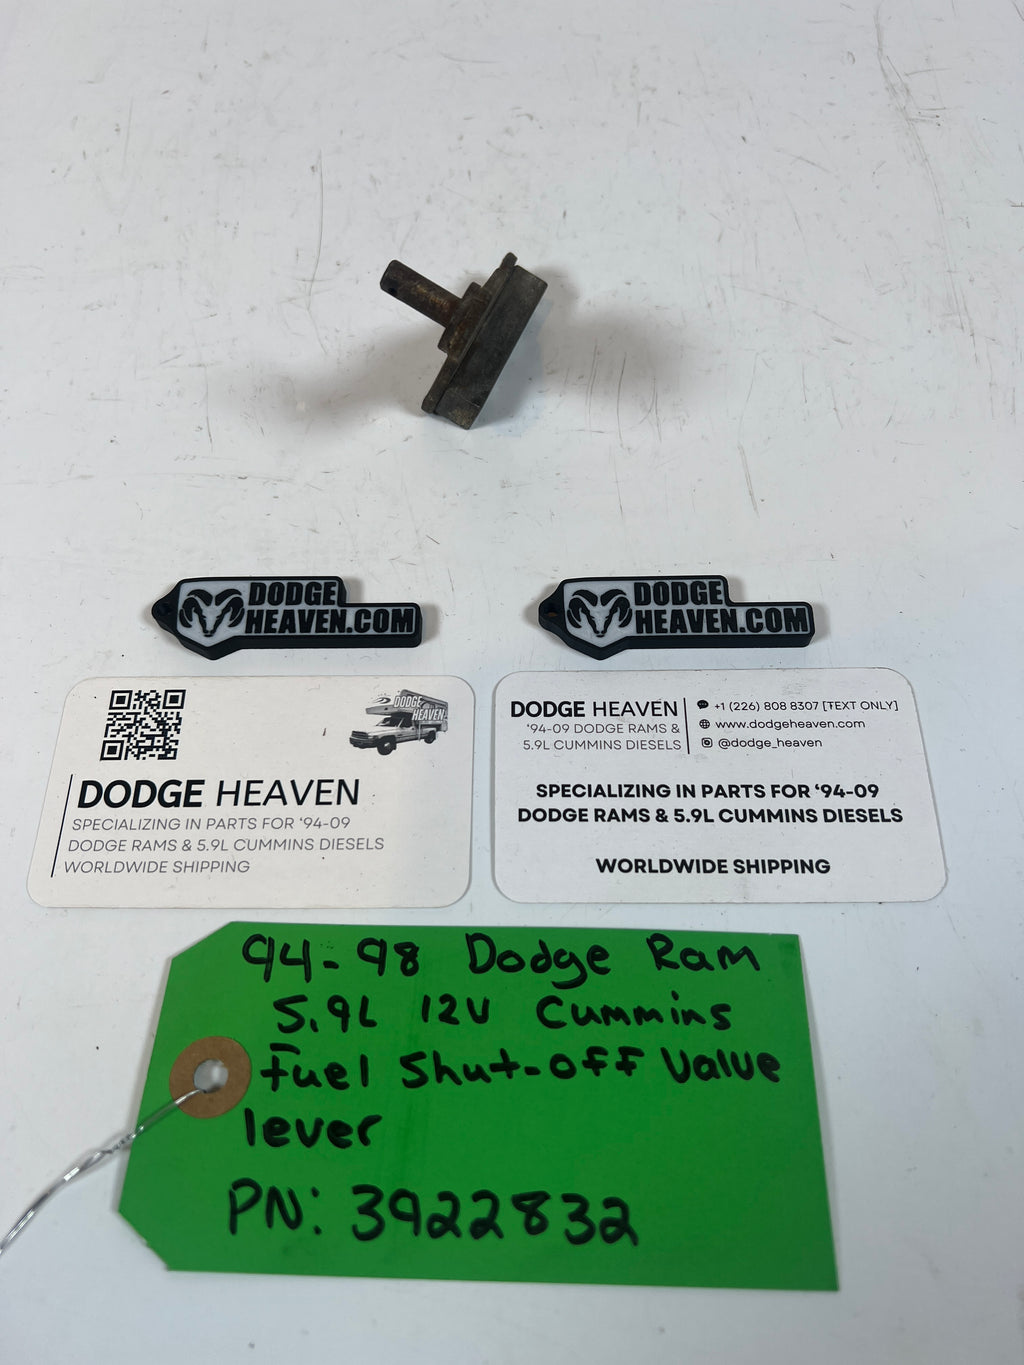 DODGE
HEAVEN.COM
DODGE
HEAVEN.COM
DODGE
HEAVEN
DODGE HEAVEN
SPECIALIZING IN PARTS FOR ‘94-09
DODGE RAMS & 5.9L CUMMINS DIESELS
WORLDWIDE SHIPPING
DODGE HEAVEN
‘94-09 DODGE RAMS &
5.9L CUMMINS DIESELS
+1 (226) 808 8307 [TEXT ONLY]
www.dodgeheaven.com
@dodge_heaven
SPECIALIZING IN PARTS FOR ‘94-09
DODGE RAMS & 5.9L CUMMINS DIESELS
WORLDWIDE SHIPPING
94-98 Dodge Ram
5.9L 12V Cummins
Fuel Shut-off Valve
lever
PN: 3922832